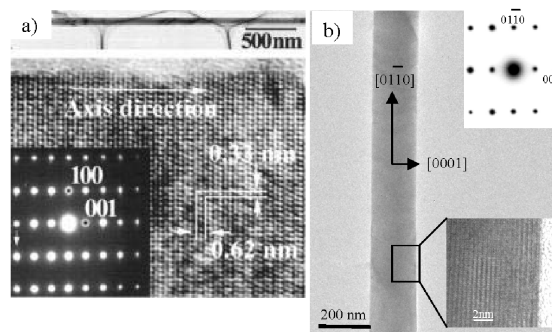 a)
500nm
Axis direction
0.33 nm
0.62 nm
100
001
b)
0110
00
[0110]
[0001]
200 nm
2nm